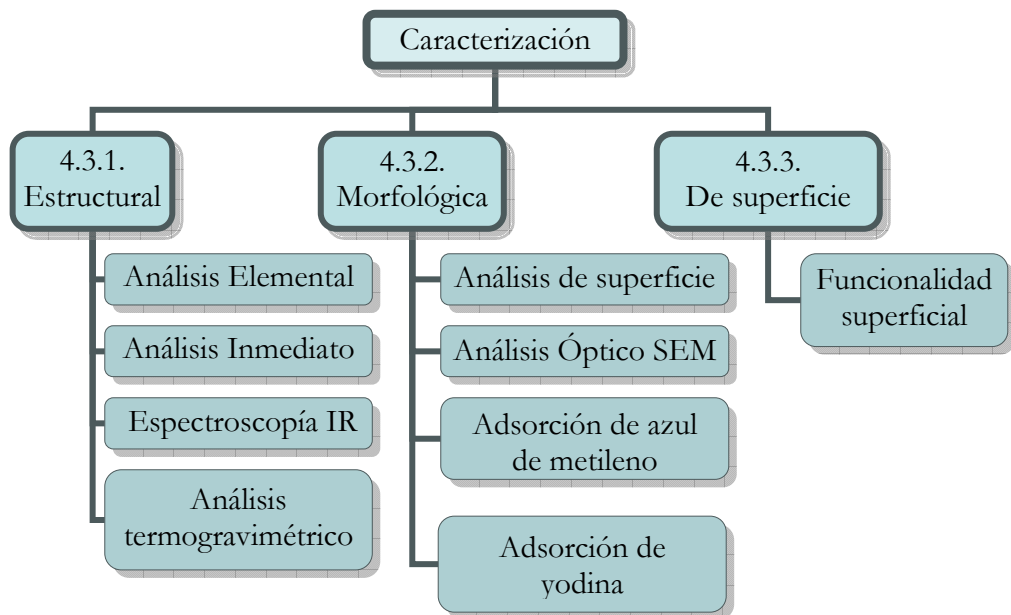 Caracterización
4.3.1.
Estructural
Análisis Elemental
Análisis Inmediato
Espectroscopía IR
Análisis
termogravimétrico
4.3.2.
Morfológica
Análisis de superficie
Análisis Óptico SEM
Adsorción de azul
de metileno
Adsorción de
yodina
4.3.3.
De superficie
Funcionalidad
superficial